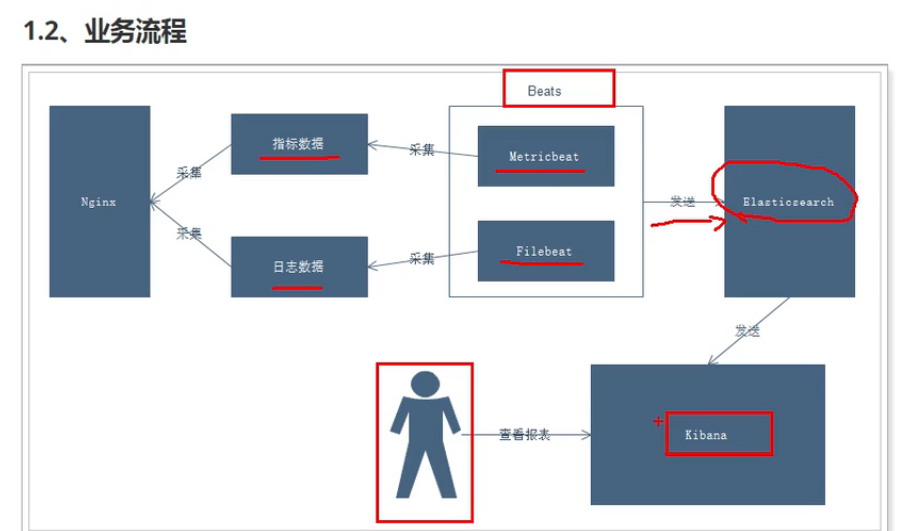 1.2、业务流程
Beats
指标数据
采集
Metricbeat
采集
Nginx
发送
Elasticsearch
采集
日志数据
采集
Filebeat
发送
查看报表
Kibana